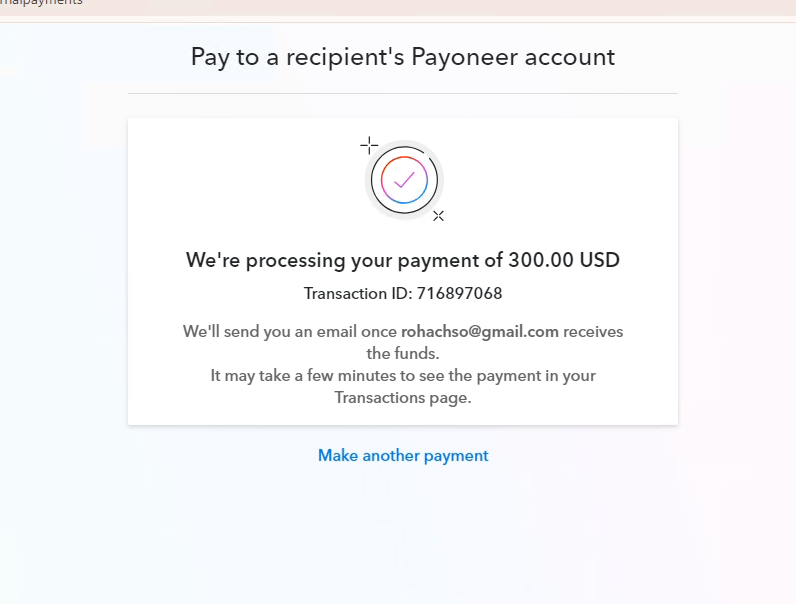 Pay to a recipient's Payoneer account
We're processing your payment of 300.00 USD
Transaction ID: 716897068
We'll send you an email once rohachso@gmail.com receives
the funds.
It may take a few minutes to see the payment in your
Transactions page.
Make another payment